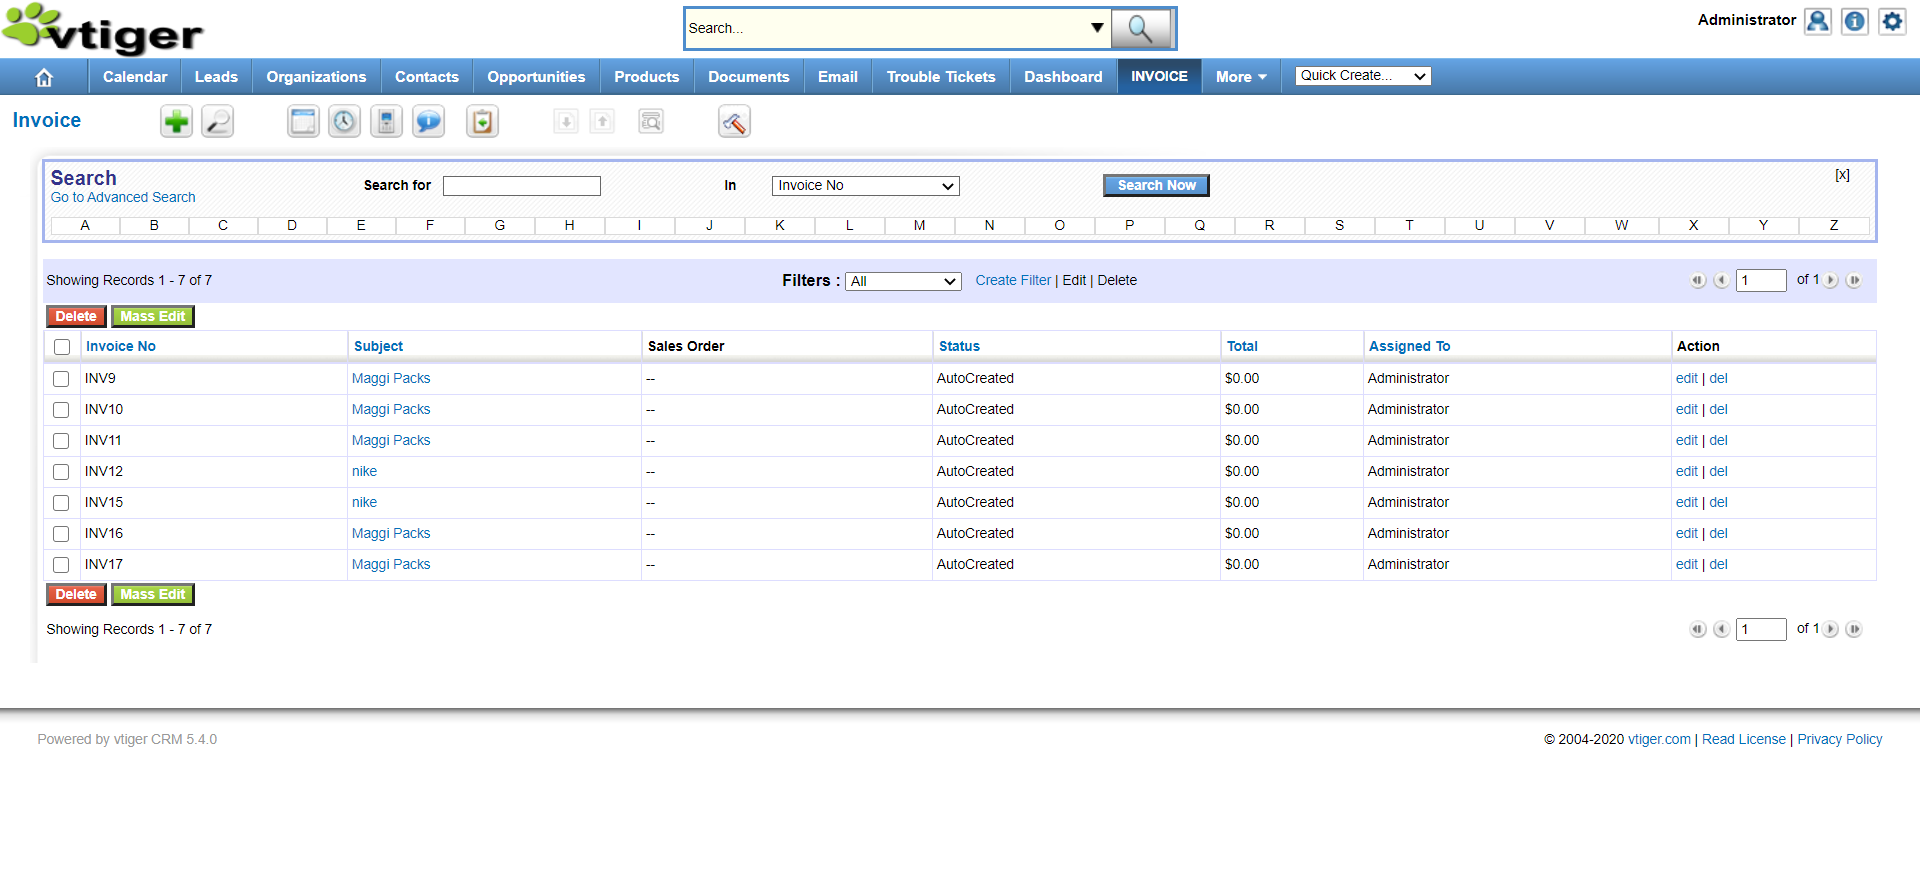 vtiger
Search...
Administrator
Calendar Leads Organizations Contacts Opportunities Products Documents Email Trouble Tickets Dashboard INVOICE More Quick Create...
Invoice
Search
Go to Advanced Search
Search for In Invoice No Search Now [x]
A B C D E F G H I J K L M N O P Q R S T U V W X Y Z
Showing Records 1 - 7 of 7 Filters : All Create Filter | Edit | Delete 1 of 1
Delete Mass Edit
Invoice No Subject Sales Order Status Total Assigned To Action
INV9 Maggi Packs -- AutoCreated $0.00 Administrator edit | del
INV10 Maggi Packs -- AutoCreated $0.00 Administrator edit | del
INV11 Maggi Packs -- AutoCreated $0.00 Administrator edit | del
INV12 nike -- AutoCreated $0.00 Administrator edit | del
INV15 nike -- AutoCreated $0.00 Administrator edit | del
INV16 Maggi Packs -- AutoCreated $0.00 Administrator edit | del
INV17 Maggi Packs -- AutoCreated $0.00 Administrator edit | del
Delete Mass Edit
Showing Records 1 - 7 of 7 1 of 1
Powered by vtiger CRM 5.4.0 © 2004-2020 vtiger.com | Read License | Privacy Policy